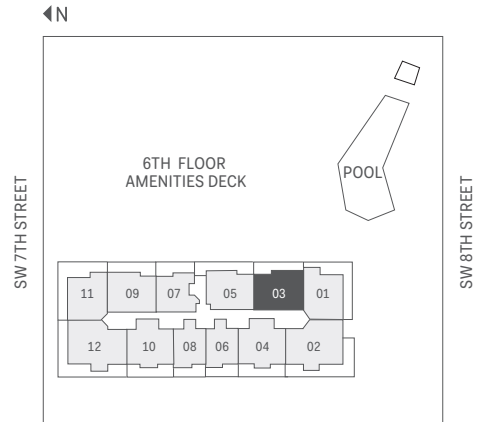 N
6TH FLOOR
AMENITIES DECK
POOL
SW 7TH STREET
SW 8TH STREET
11 09 07 05 03 01
12 10 08 06 04 02